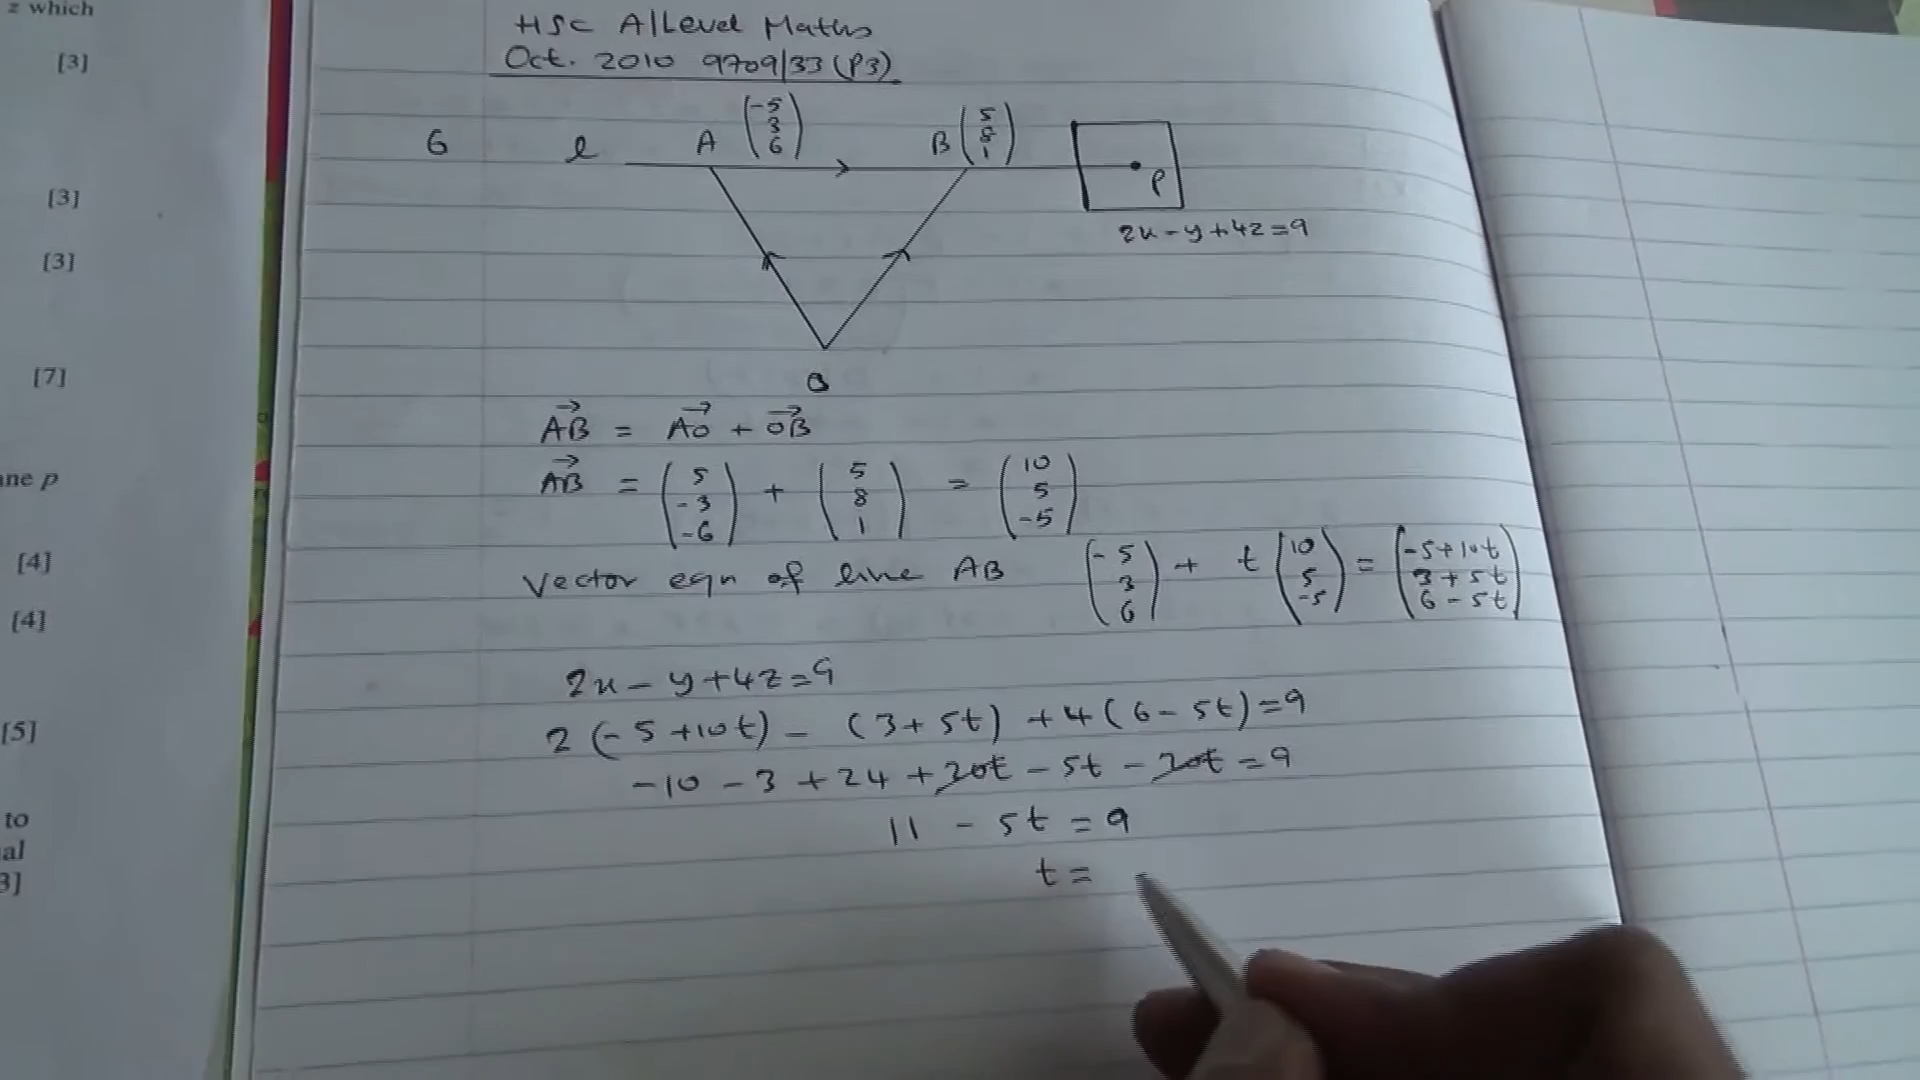 z which
[3]
[3]
[3]
[7]
ane p
[4]
[4]
[5]
to
al
3]
HSC A/Level Maths
Oct. 2010 9709/33 (P3)
6 l A (-5 3 6) B (5 8 1) P
2x - y + 4z = 9
O
AB→ = AO→ + OB→
AB→ = (5 -3 -6) + (5 8 1) = (10 5 -5)
Vector eqn of line AB (-5 3 6) + t (10 5 -5) = (-5+10t 3+5t 6-5t)
2x - y + 4z = 9
2(-5+10t) - (3+5t) + 4(6-5t) = 9
-10 - 3 + 24 + 20t - 5t - 20t = 9
11 - 5t = 9
t =